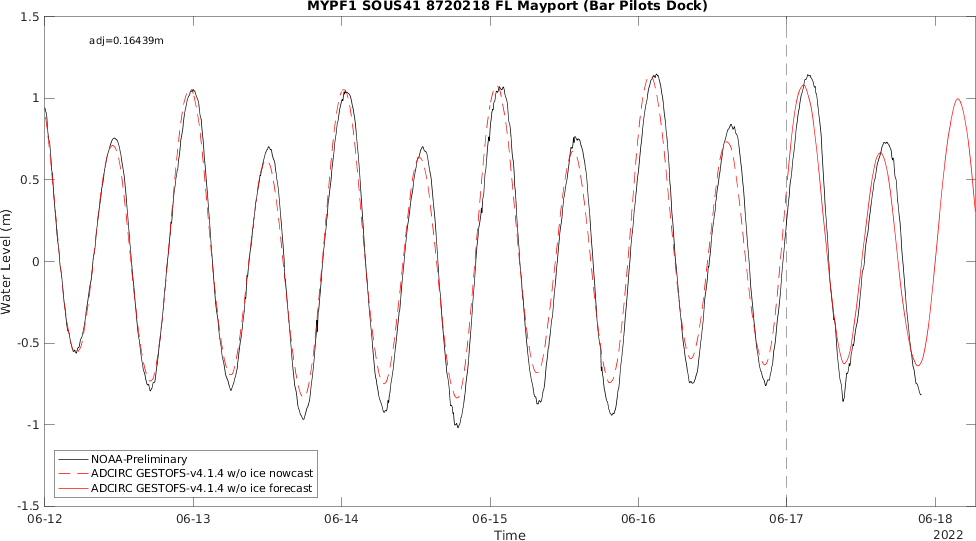 MYPF1 SOUS41 8720218 FL Mayport (Bar Pilots Dock)
1.5
adj=0.16439m
1
0.5
0
-0.5
-1
-1.5
Water Level (m)
NOAA-Preliminary
ADCIRC GESTOFS-v4.1.4 w/o ice nowcast
ADCIRC GESTOFS-v4.1.4 w/o ice forecast
06-12 06-13 06-14 06-15 06-16 06-17 06-18
Time
2022